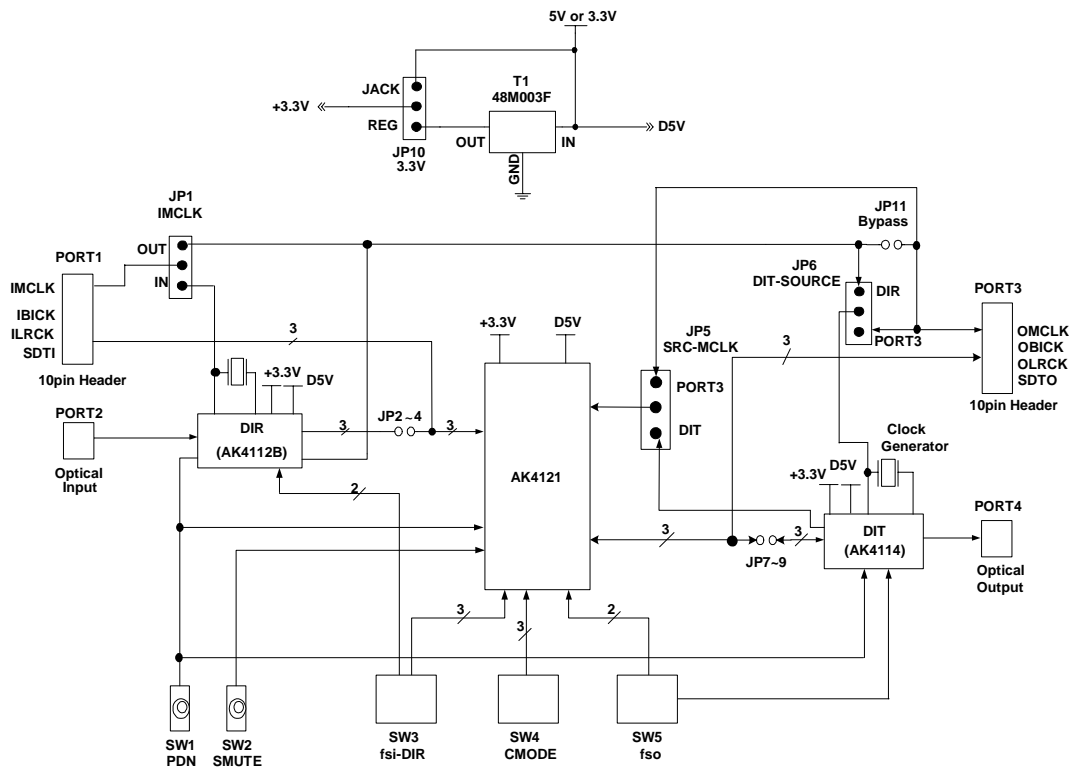 5V or 3.3V
JACK
T1
48M003F
+3.3V
REG
OUT
IN
D5V
JP10
3.3V
GND
JP1
IMCLK
OUT
IN
PORT1
IMCLK
IBICK
ILRCK
SDTI
10pin Header
3
JP11
Bypass
JP6
DIT-SOURCE
DIR
PORT3
PORT3
OMCLK
OBICK
OLRCK
SDTO
10pin Header
+3.3V
D5V
JP5
SRC-MCLK
PORT3
DIT
3
+3.3V
D5V
PORT2
Optical
Input
DIR
(AK4112B)
3
JP2~4
3
2
AK4121
Clock
Generator
+3.3V
D5V
3
JP7~9
3
DIT
(AK4114)
PORT4
Optical
Output
3
3
2
SW1
PDN
SW2
SMUTE
SW3
fsi-DIR
SW4
CMODE
SW5
fso